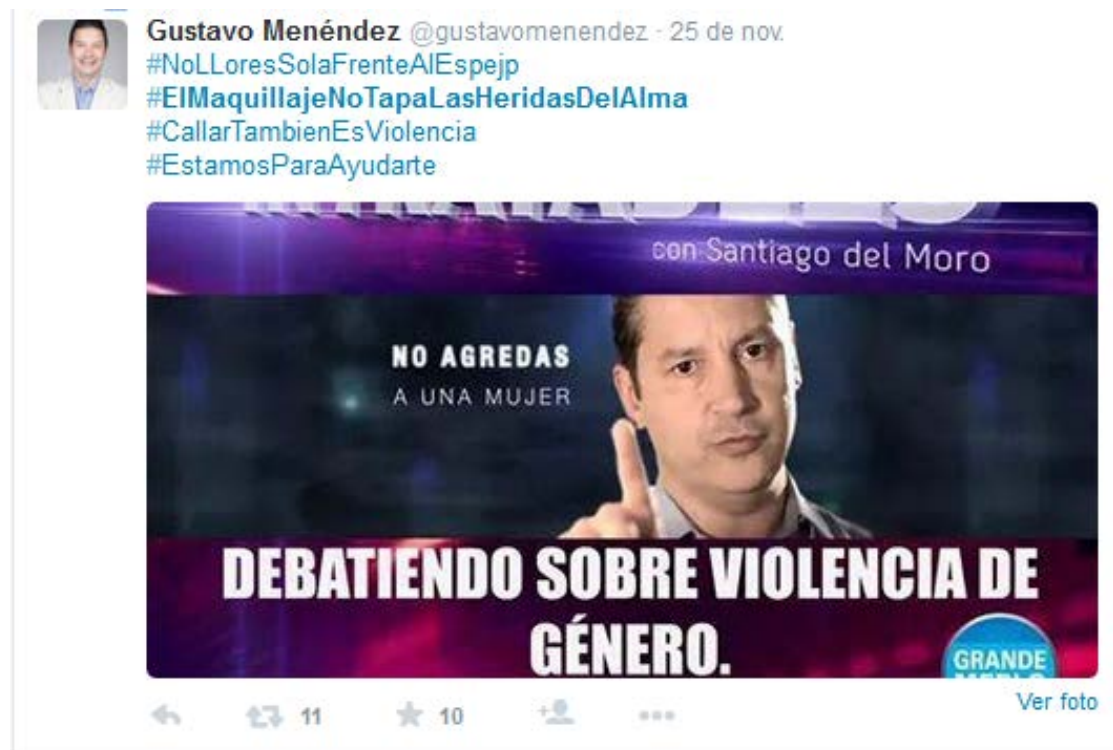 Gustavo Menéndez @gustavomenendez · 25 de nov.
#NoLLoresSolaFrenteAlEspejp
#ElMaquillajeNoTapaLasHeridasDelAlma
#CallarTambienEsViolencia
#EstamosParaAyudarte
con Santiago del Moro
NO AGREDAS
A UNA MUJER
DEBATIENDO SOBRE VIOLENCIA DE
GÉNERO.
GRANDE
Ver foto
11 10